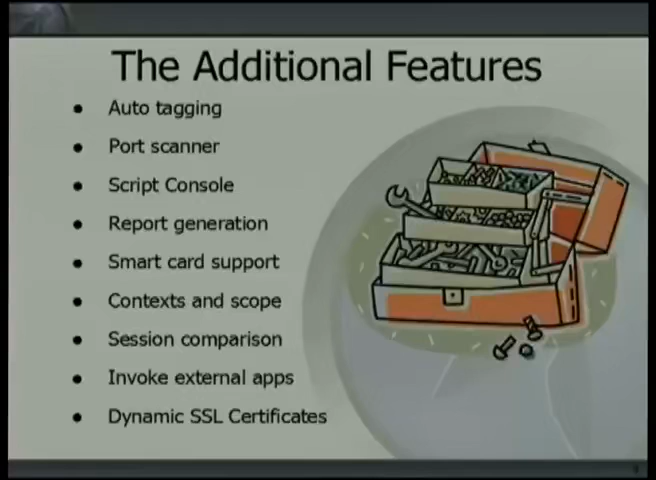 The Additional Features
• Auto tagging
• Port scanner
• Script Console
• Report generation
• Smart card support
• Contexts and scope
• Session comparison
• Invoke external apps
• Dynamic SSL Certificates